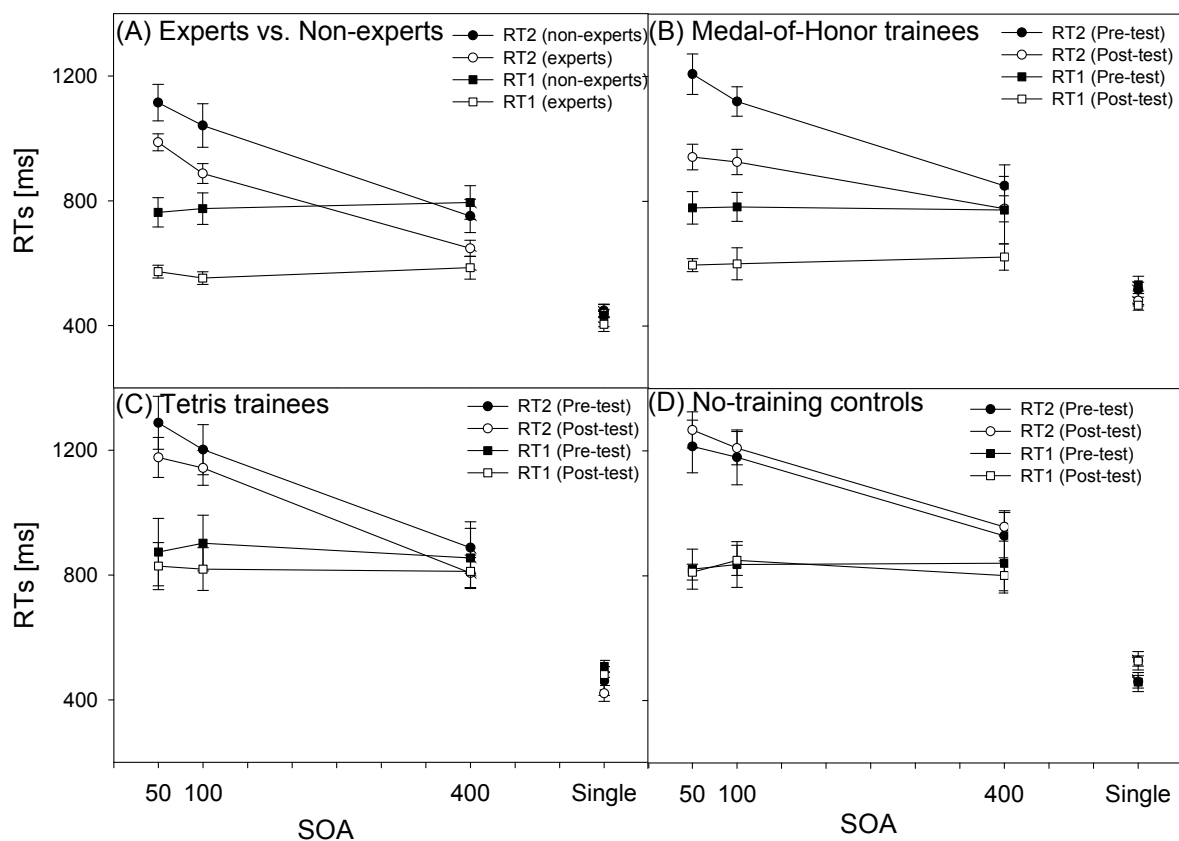 (A) Experts vs. Non-experts
RT2 (non-experts)
RT2 (experts)
RT1 (non-experts)
RT1 (experts)
(B) Medal-of-Honor trainees
RT2 (Pre-test)
RT2 (Post-test)
RT1 (Pre-test)
RT1 (Post-test)
1200
800
400
RTs [ms]
(C) Tetris trainees
RT2 (Pre-test)
RT2 (Post-test)
RT1 (Pre-test)
RT1 (Post-test)
(D) No-training controls
RT2 (Pre-test)
RT2 (Post-test)
RT1 (Pre-test)
RT1 (Post-test)
1200
800
400
RTs [ms]
50 100 400 Single
SOA
50 100 400 Single
SOA